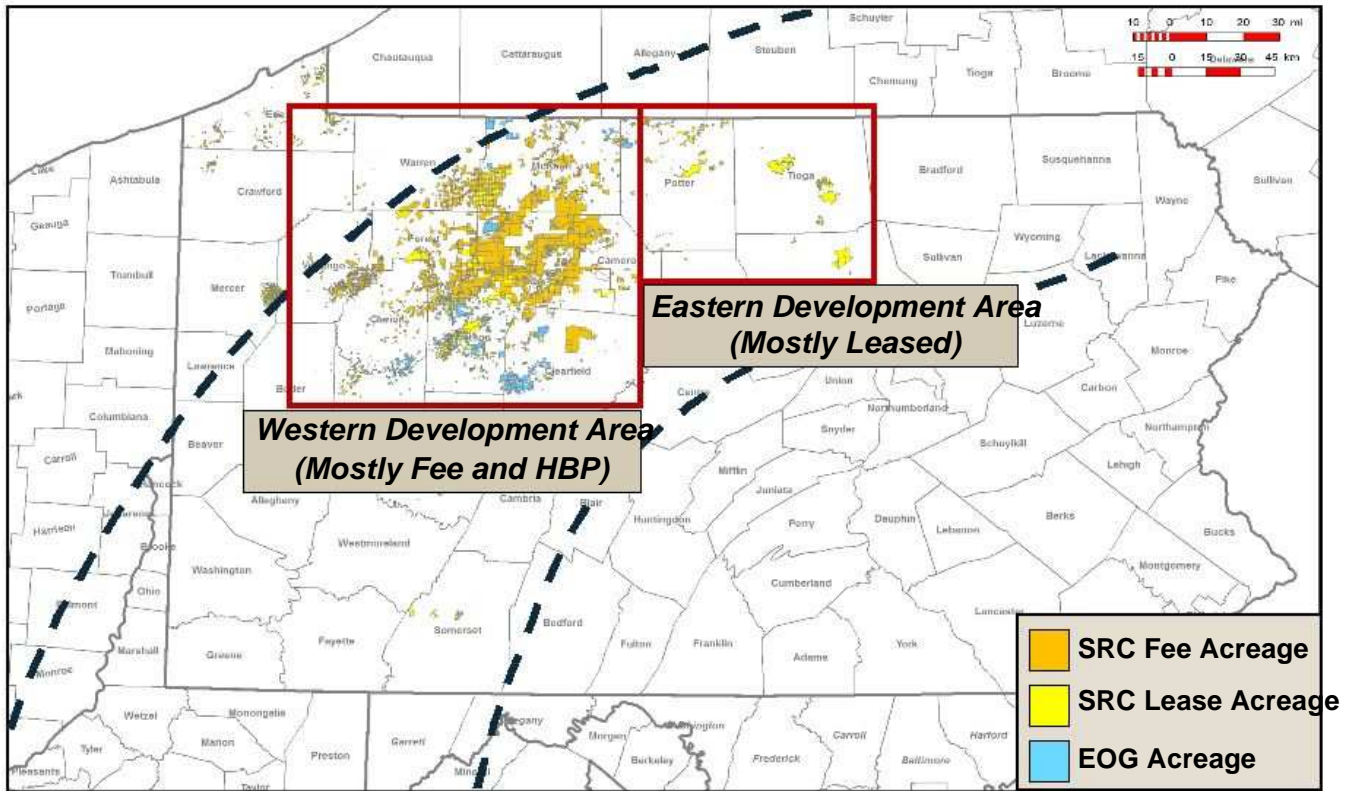 Schuyler
10 0 10 20 30 mi
Chautauqua Cattaraugus Allegany Steuben
15 0 15 30 45 km
Chemung Tioga Broome Delaware
Lake
Ashtabula
Crawford
Warren
McKean
Potter
Tioga
Bradford
Susquehanna
Wayne
Sullivan
Geauga
Wyoming
Forest
Trumbull
Cameron
Sullivan
Mercer
Pike
Portage
Clarion
Luzerne
Eastern Development Area
(Mostly Leased)
Mahoning
Lawrence
Clearfield
Monroe
Butler
Centre
Union
Carbon
Columbiana
Northumberland
Western Development Area
(Mostly Fee and HBP)
Beaver
Snyder
Schuylkill
Northampton
Carroll
Mifflin
Lehigh
Allegheny
Cambria
Blair
Juniata
Huntingdon
Perry
Dauphin
Lebanon
Berks
Bucks
Harrison
Brooke
Westmoreland
Montgomery
Washington
Cumberland
Ohio
Lancaster
Belmont
Somerset
Bedford
Fayette
Fulton
Franklin
York
Marshall
Greene
Adams
Monroe
SRC Fee Acreage
SRC Lease Acreage
EOG Acreage
Wetzel
Monongalia
Allegany
Washington
Tyler
Marion
Preston
Garrett
Morgan
Carroll
Harford
Pleasants
Berkeley
Frederick
Baltimore
Taylor